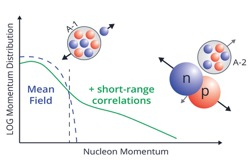 A-1
n
p
A-2
LOG Momentum Distribution
Mean
Field
+ short-range
correlations
Nucleon Momentum